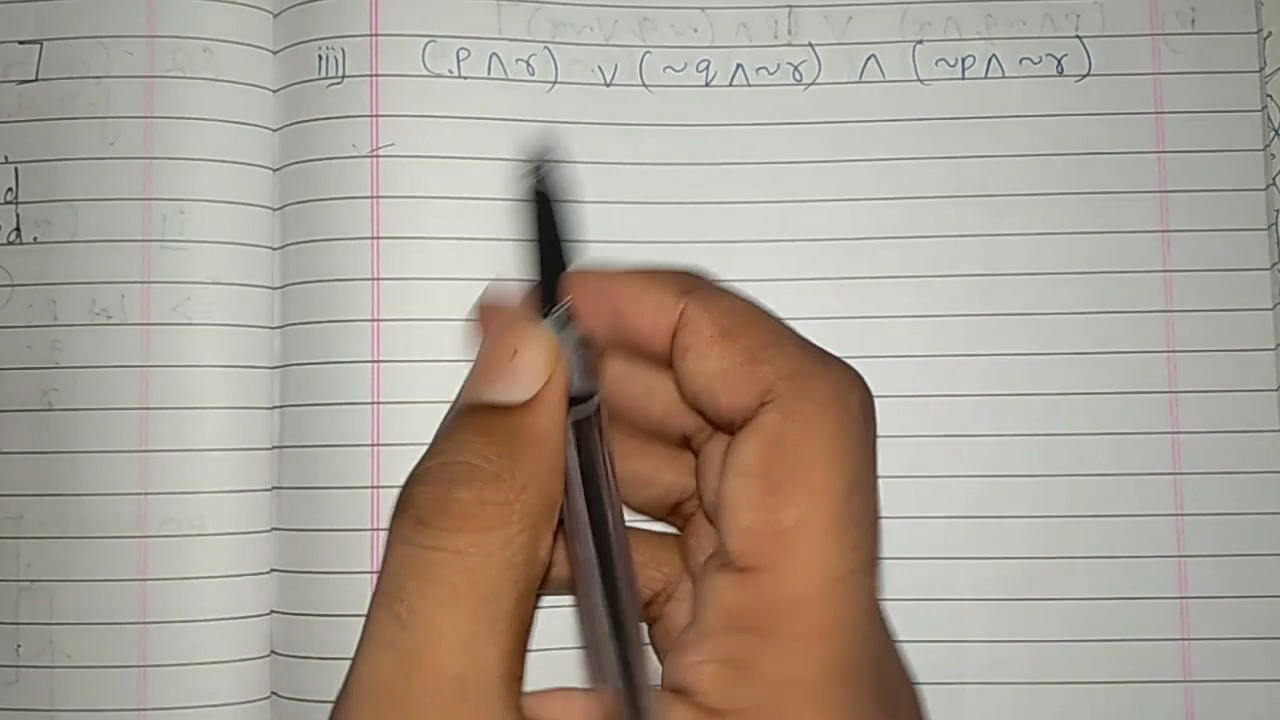 iii) (.p ∧ r) ∨ (~q ∧ ~r) ∧ (~p ∧ ~r)
]
d
d.